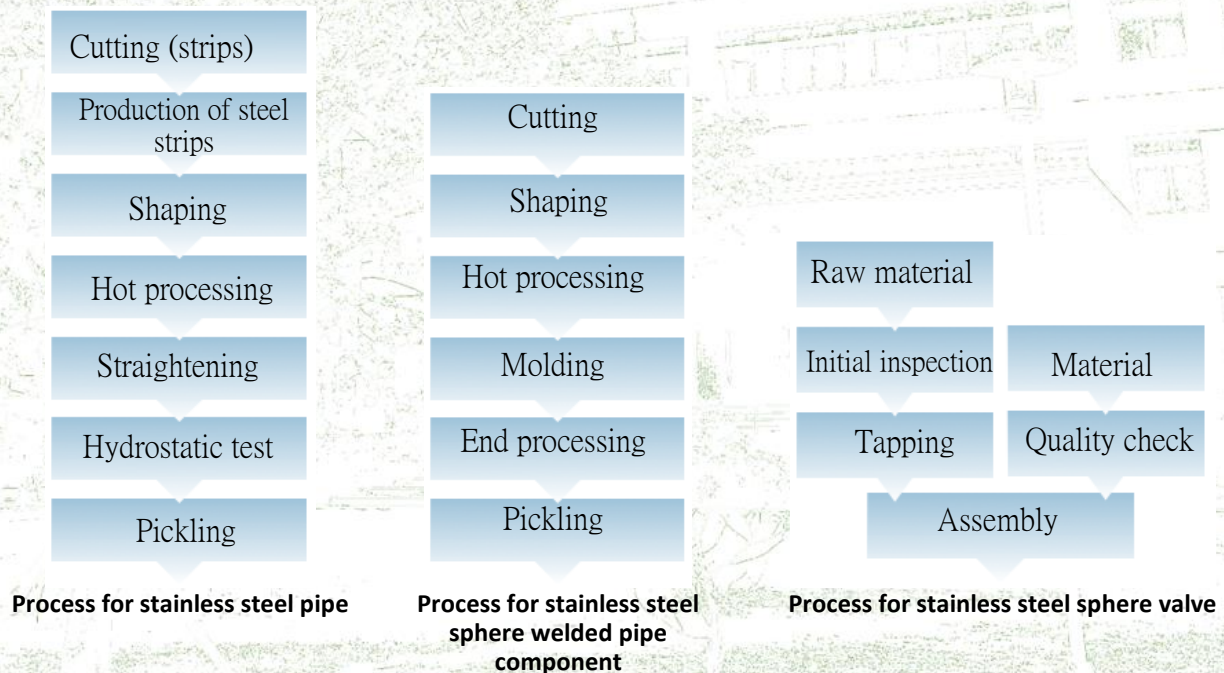 Cutting (strips)
Production of steel
strips
Shaping
Hot processing
Straightening
Hydrostatic test
Pickling
Process for stainless steel pipe
Cutting
Shaping
Hot processing
Molding
End processing
Pickling
Process for stainless steel
sphere welded pipe
component
Raw material
Initial inspection
Tapping
Material
Quality check
Assembly
Process for stainless steel sphere valve